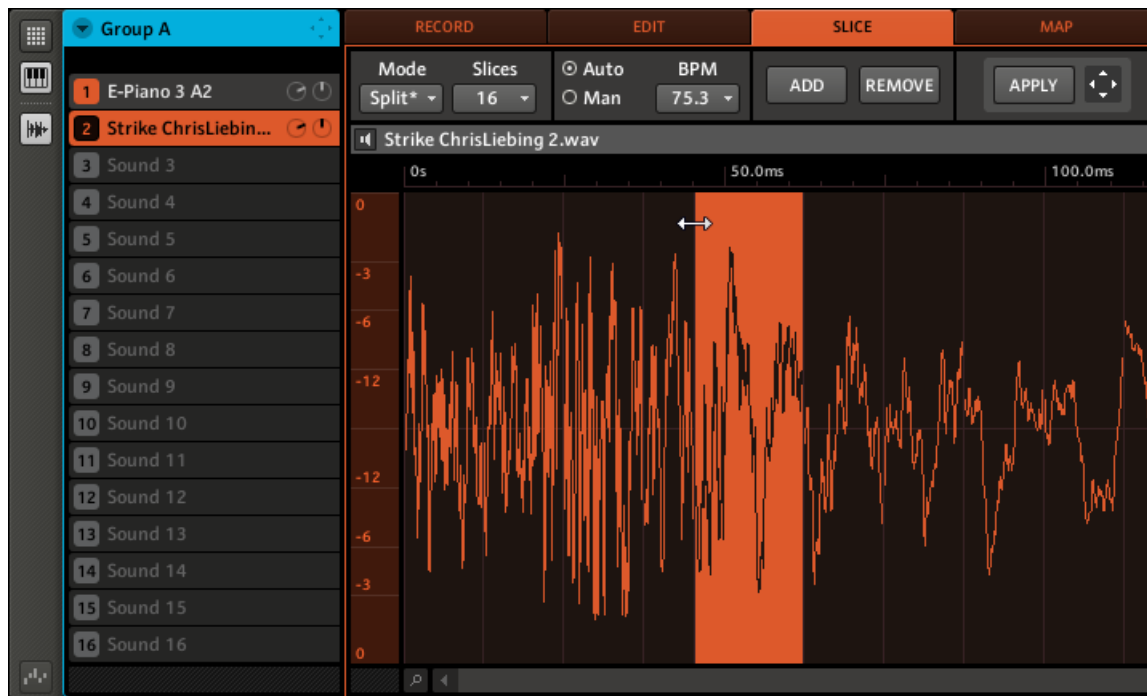 Group A
RECORD EDIT SLICE MAP
Mode Slices Auto BPM
Split* 16 Man 75.3 ADD REMOVE APPLY
1 E-Piano 3 A2
2 Strike ChrisLiebin...
3 Sound 3
4 Sound 4
5 Sound 5
6 Sound 6
7 Sound 7
8 Sound 8
9 Sound 9
10 Sound 10
11 Sound 11
12 Sound 12
13 Sound 13
14 Sound 14
15 Sound 15
16 Sound 16
Strike ChrisLiebing 2.wav
0s 50.0ms 100.0ms
0
-3
-6
-12
-12
-6
-3
0